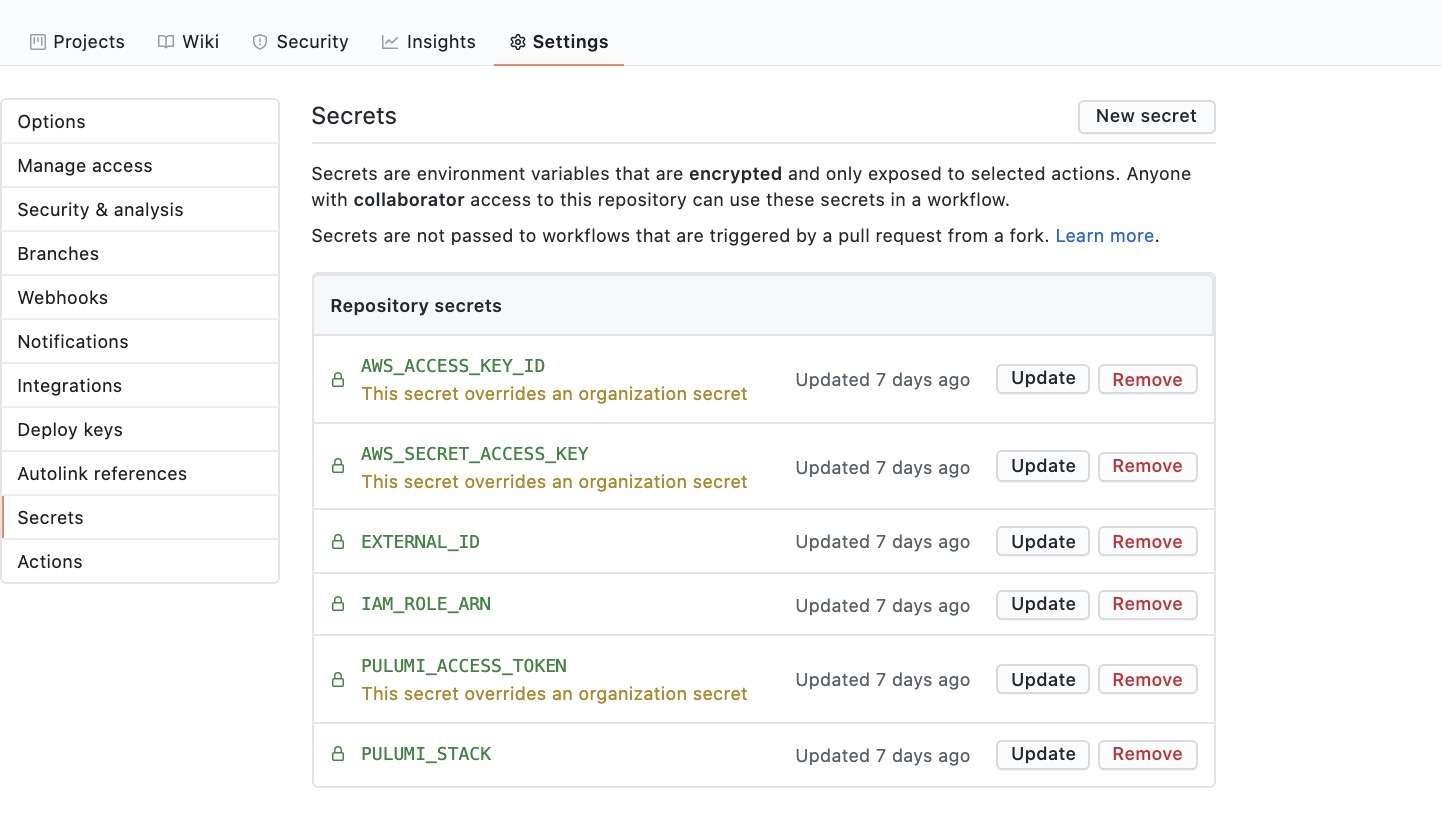 Projects Wiki Security Insights Settings
Options
Manage access
Security & analysis
Branches
Webhooks
Notifications
Integrations
Deploy keys
Autolink references
Secrets
Actions
Secrets New secret
Secrets are environment variables that are encrypted and only exposed to selected actions. Anyone
with collaborator access to this repository can use these secrets in a workflow.
Secrets are not passed to workflows that are triggered by a pull request from a fork. Learn more.
Repository secrets
AWS_ACCESS_KEY_ID
This secret overrides an organization secret
Updated 7 days ago Update Remove
AWS_SECRET_ACCESS_KEY
This secret overrides an organization secret
Updated 7 days ago Update Remove
EXTERNAL_ID Updated 7 days ago Update Remove
IAM_ROLE_ARN Updated 7 days ago Update Remove
PULUMI_ACCESS_TOKEN
This secret overrides an organization secret
Updated 7 days ago Update Remove
PULUMI_STACK Updated 7 days ago Update Remove